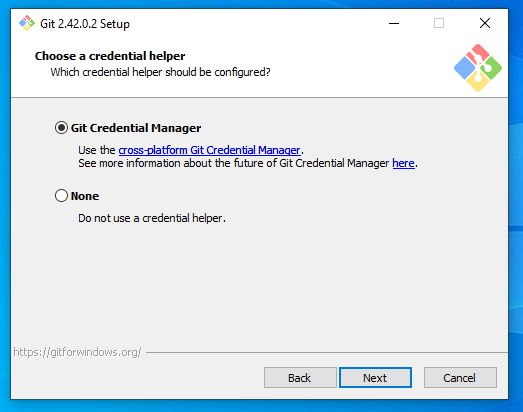 Git 2.42.0.2 Setup
Choose a credential helper
Which credential helper should be configured?
Git Credential Manager
Use the cross-platform Git Credential Manager.
See more information about the future of Git Credential Manager here.
None
Do not use a credential helper.
https://gitforwindows.org/
Back Next Cancel